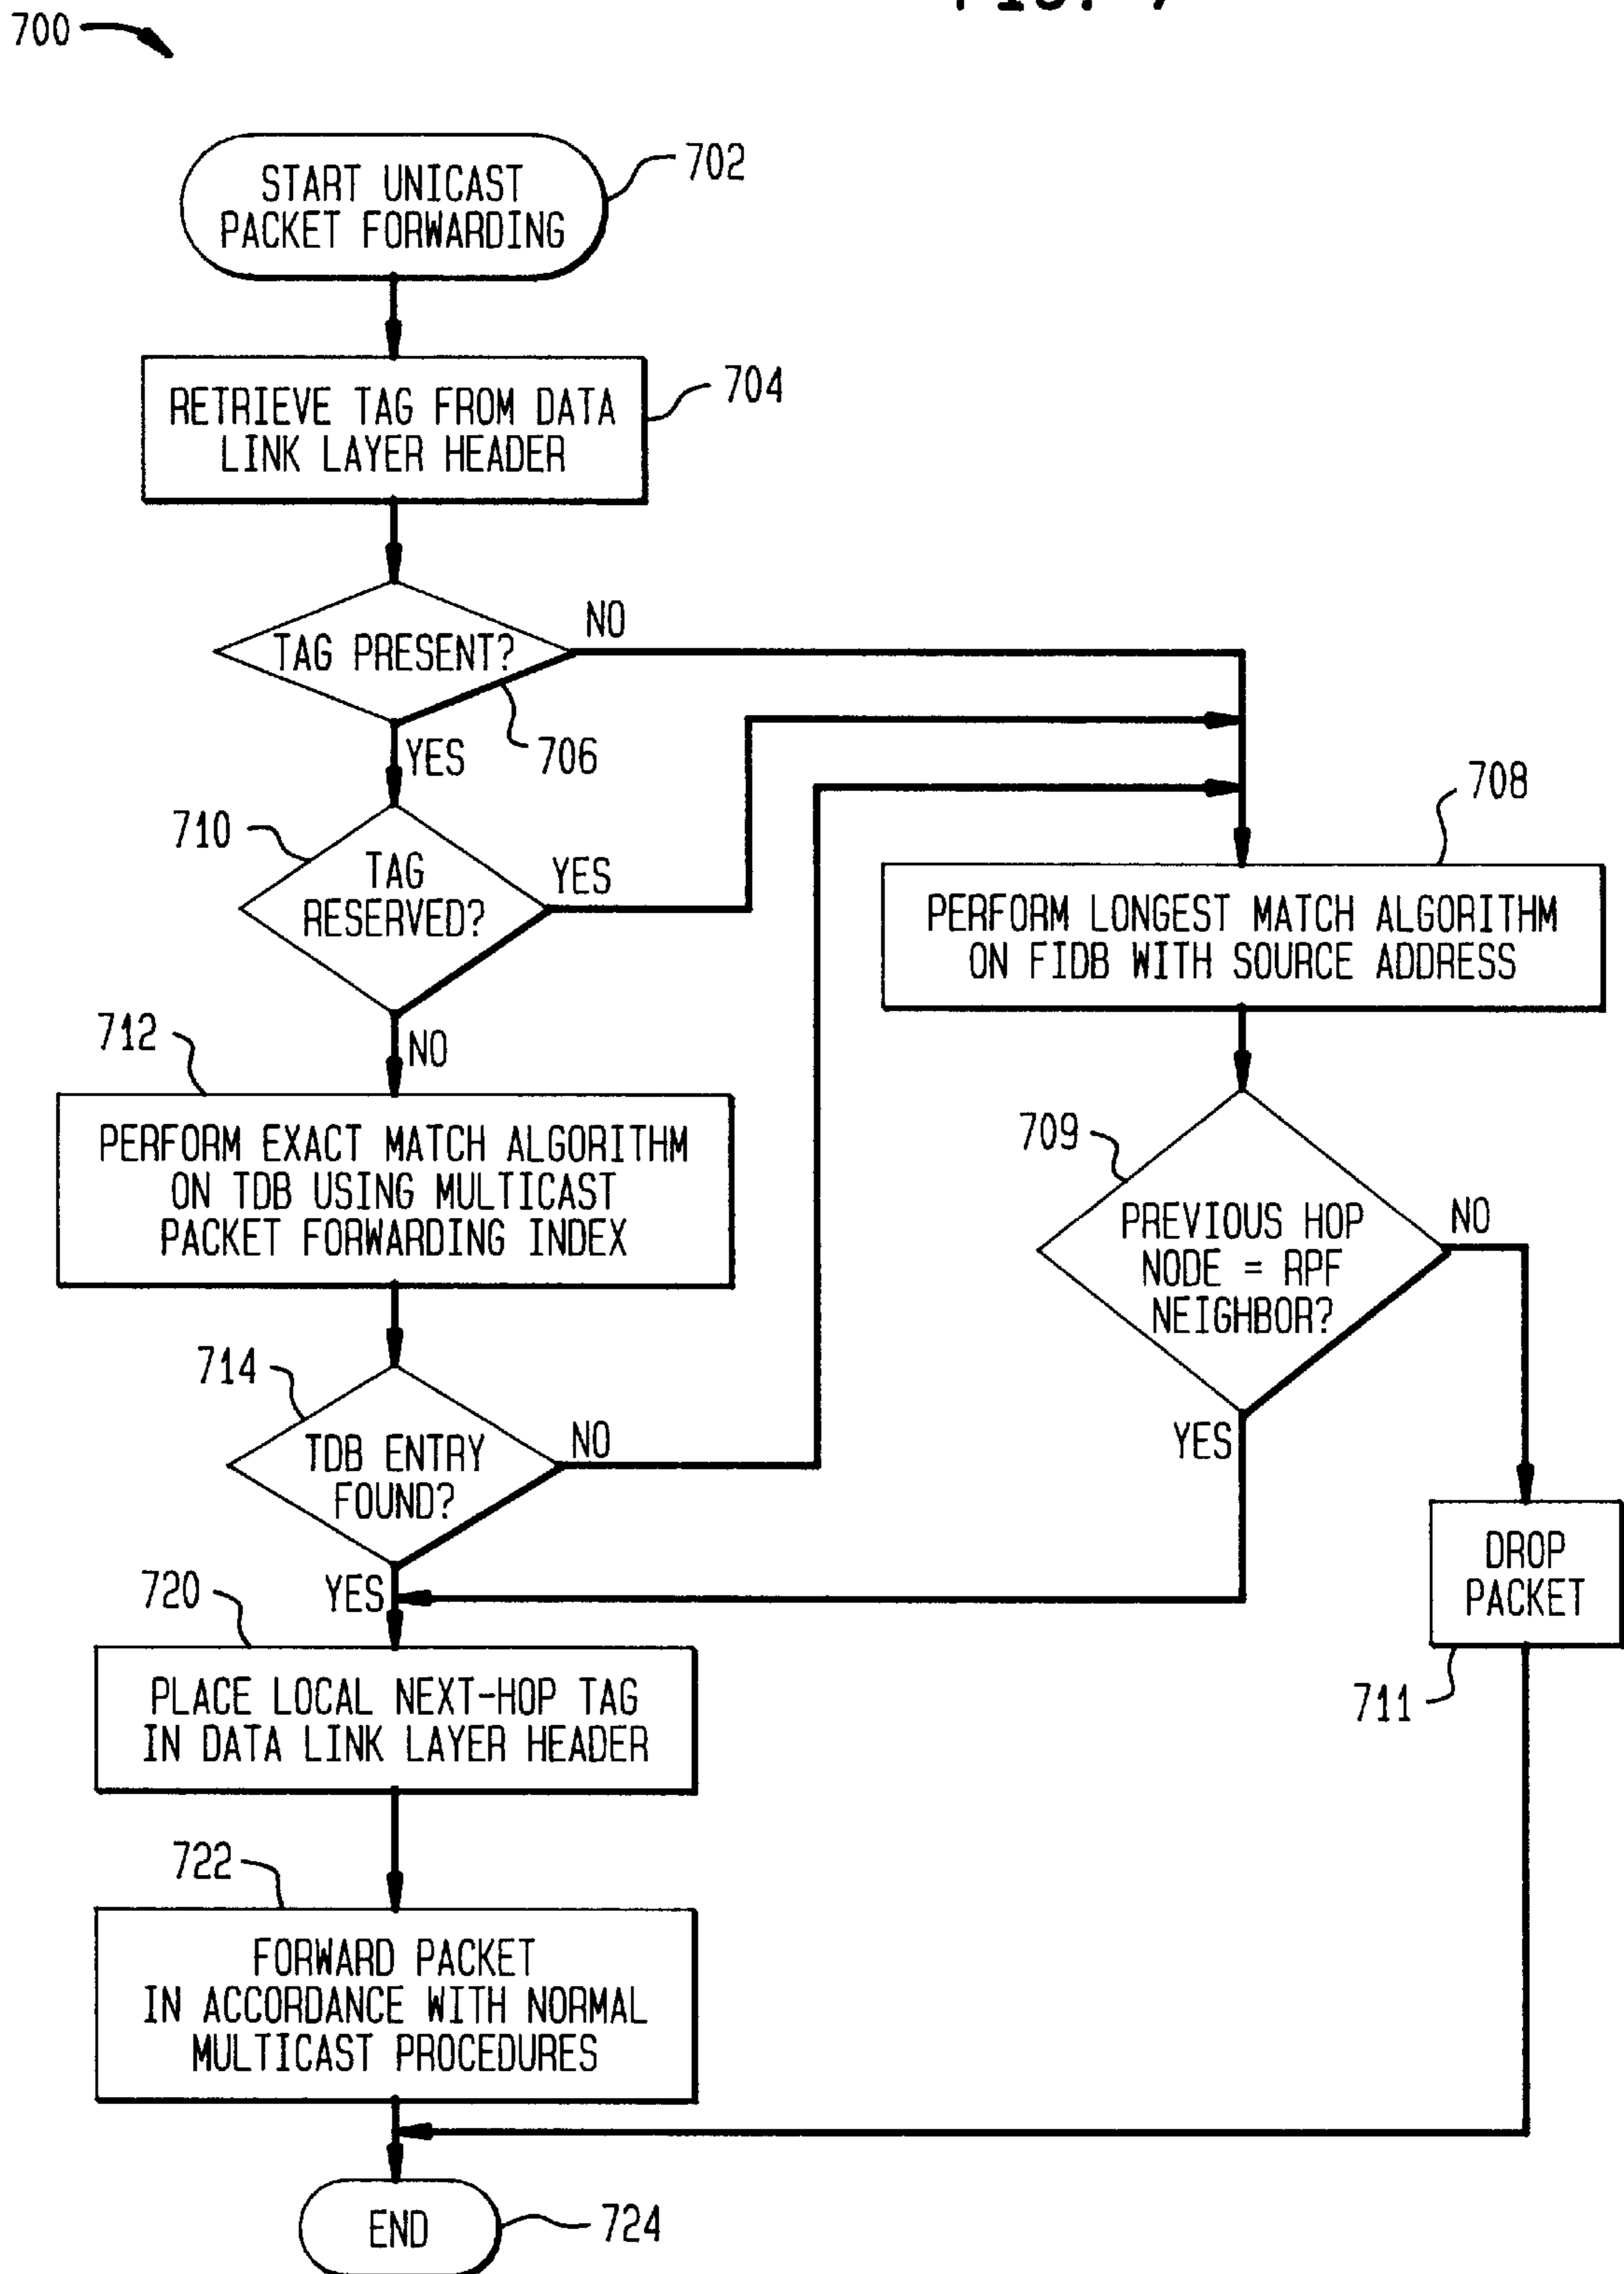 700
START UNICAST
PACKET FORWARDING
702
RETRIEVE TAG FROM DATA
LINK LAYER HEADER
704
TAG PRESENT?
NO
YES
706
710
TAG
RESERVED?
YES
NO
708
PERFORM LONGEST MATCH ALGORITHM
ON FIDB WITH SOURCE ADDRESS
712
PERFORM EXACT MATCH ALGORITHM
ON TDB USING MULTICAST
PACKET FORWARDING INDEX
709
PREVIOUS HOP
NODE = RPF
NEIGHBOR?
NO
YES
714
TDB ENTRY
FOUND?
NO
YES
DROP
PACKET
711
720
PLACE LOCAL NEXT-HOP TAG
IN DATA LINK LAYER HEADER
722
FORWARD PACKET
IN ACCORDANCE WITH NORMAL
MULTICAST PROCEDURES
END
724